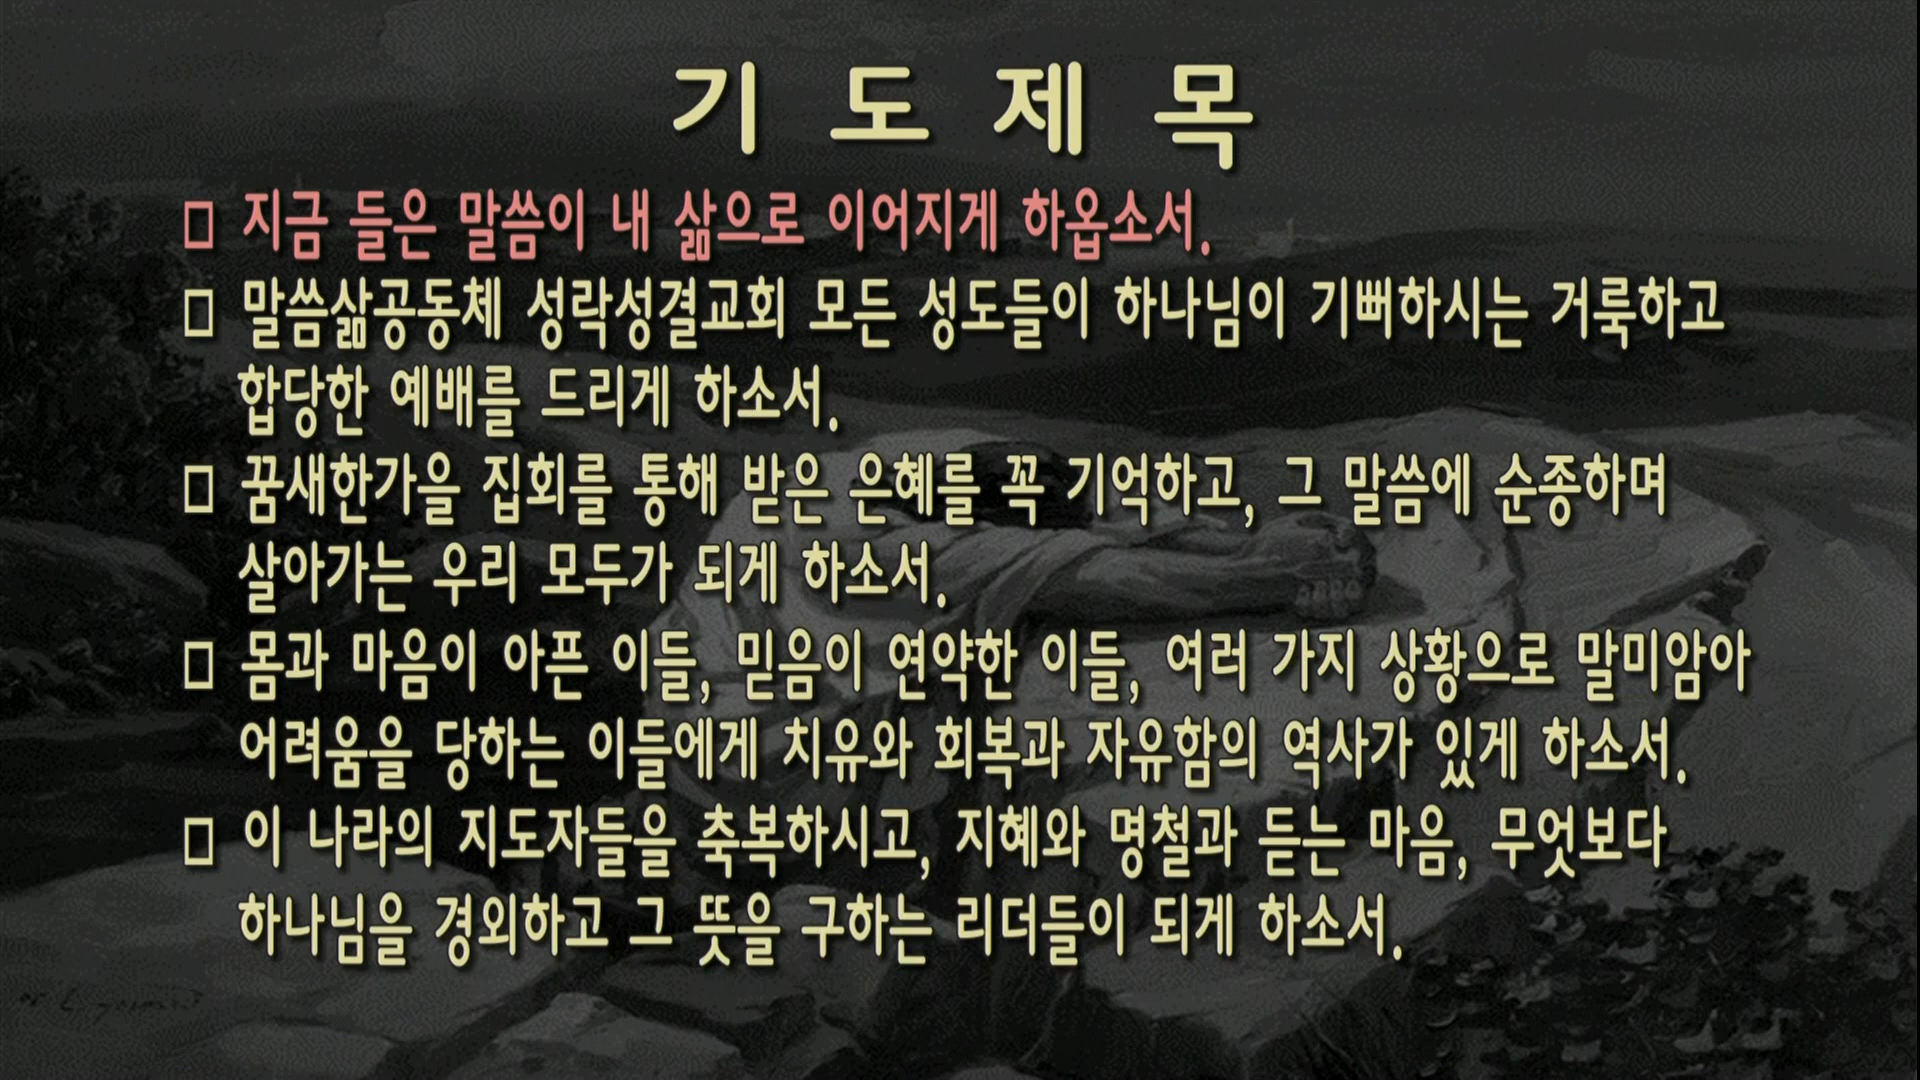 기 도 제 목
□ 지금 들은 말씀이 내 삶으로 이어지게 하옵소서.
□ 말씀삶공동체 성락성결교회 모든 성도들이 하나님이 기뻐하시는 거룩하고
합당한 예배를 드리게 하소서.
□ 꿈새한가을 집회를 통해 받은 은혜를 꼭 기억하고, 그 말씀에 순종하며
살아가는 우리 모두가 되게 하소서.
□ 몸과 마음이 아픈 이들, 믿음이 연약한 이들, 여러 가지 상황으로 말미암아
어려움을 당하는 이들에게 치유와 회복과 자유함의 역사가 있게 하소서.
□ 이 나라의 지도자들을 축복하시고, 지혜와 명철과 듣는 마음, 무엇보다
하나님을 경외하고 그 뜻을 구하는 리더들이 되게 하소서.